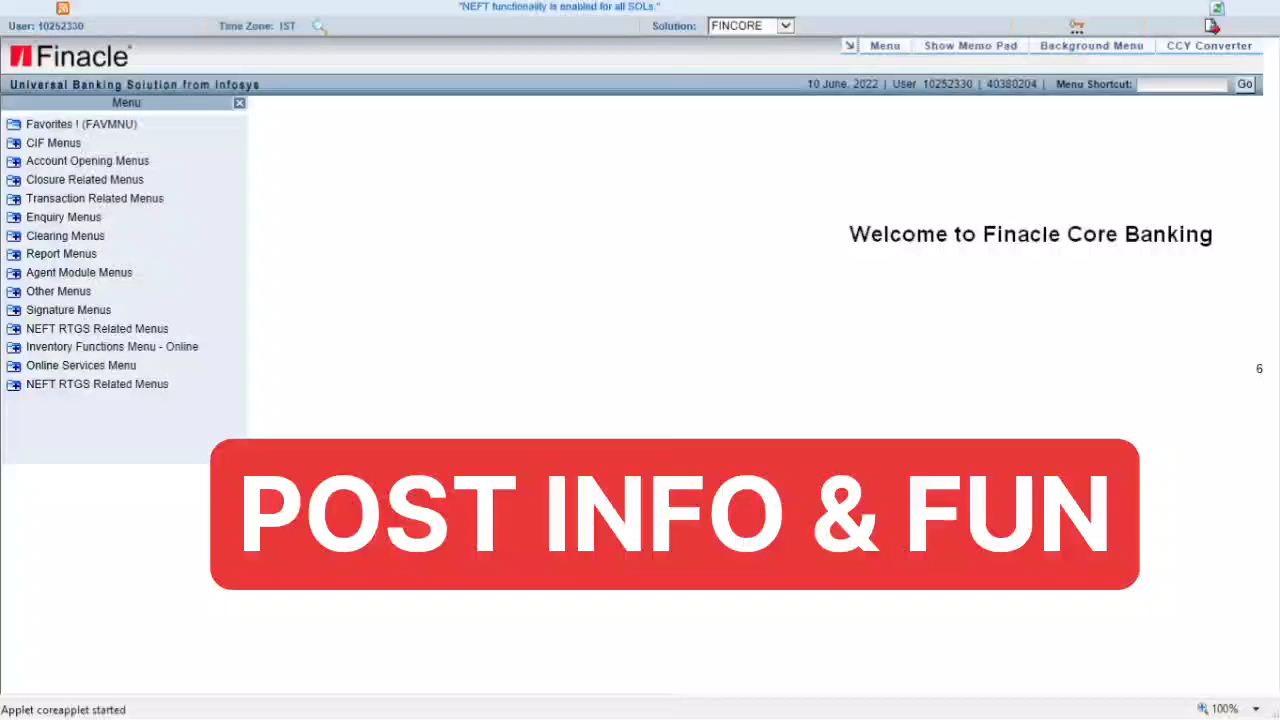 "NEFT functionality is enabled for all SOLs."
User: 10252330 Time Zone: IST Solution: FINCORE
Finacle
Menu Show Memo Pad Background Menu CCY Converter
Universal Banking Solution from Infosys 10 June, 2022 | User 10252330 | 40380204 | Menu Shortcut: Go
Menu
Favorites ! (FAVMNU)
CIF Menus
Account Opening Menus
Closure Related Menus
Transaction Related Menus
Enquiry Menus
Clearing Menus
Report Menus
Agent Module Menus
Other Menus
Signature Menus
NEFT RTGS Related Menus
Inventory Functions Menu - Online
Online Services Menu
NEFT RTGS Related Menus
Welcome to Finacle Core Banking
6
POST INFO & FUN
Applet coreapplet started 100%